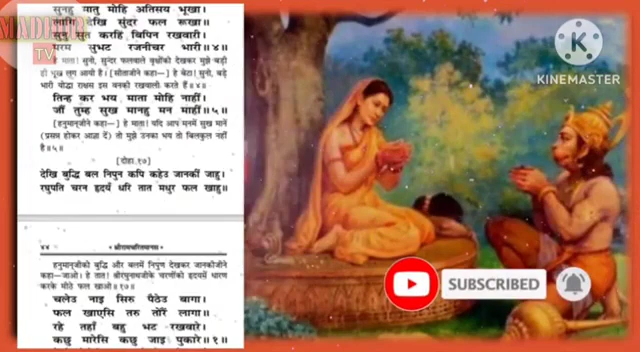 MADHUR
TV
सुनहु मातु मोहि अतिसय भूखा।
लागि देखि सुंदर फल रूखा॥
सुनु सुत करहिं बिपिन रखवारी।
परम सुभट रजनीचर भारी॥४॥
हे माता! सुनो, सुन्दर फलवाले वृक्षोंको देखकर मुझे बड़ी
ही भूख लग आयी है। [सीताजीने कहा—] हे बेटा! सुनो, बड़े
भारी योद्धा राक्षस इस वनकी रखवाली करते हैं॥४॥
तिन्ह कर भय माता मोहि नाहीं।
जौं तुम्ह सुख मानहु मन माहीं॥५॥
[हनुमान्‌जीने कहा—] हे माता! यदि आप मनमें सुख मानें
(प्रसन्न होकर आज्ञा दें) तो मुझे उनका भय तो बिलकुल नहीं
है॥५॥
[दोहा.१७]
देखि बुद्धि बल निपुन कपि कहेउ जानकीं जाहु।
रघुपति चरन हृदयँ धरि तात मधुर फल खाहु॥
४४
*श्रीरामचरितमानस*
हनुमान्‌जीको बुद्धि और बलमें निपुण देखकर जानकीजीने
कहा—जाओ। हे तात! श्रीरघुनाथजीके चरणोंको हृदयमें धारण
करके मीठे फल खाओ॥१७॥
चलेउ नाइ सिरु पैठेउ बागा।
फल खाएसि तरु तोरैं लागा॥
रहे तहाँ बहु भट रखवारे।
कछु मारेसि कछु जाइ पुकारे॥१॥
KINEMASTER
SUBSCRIBED